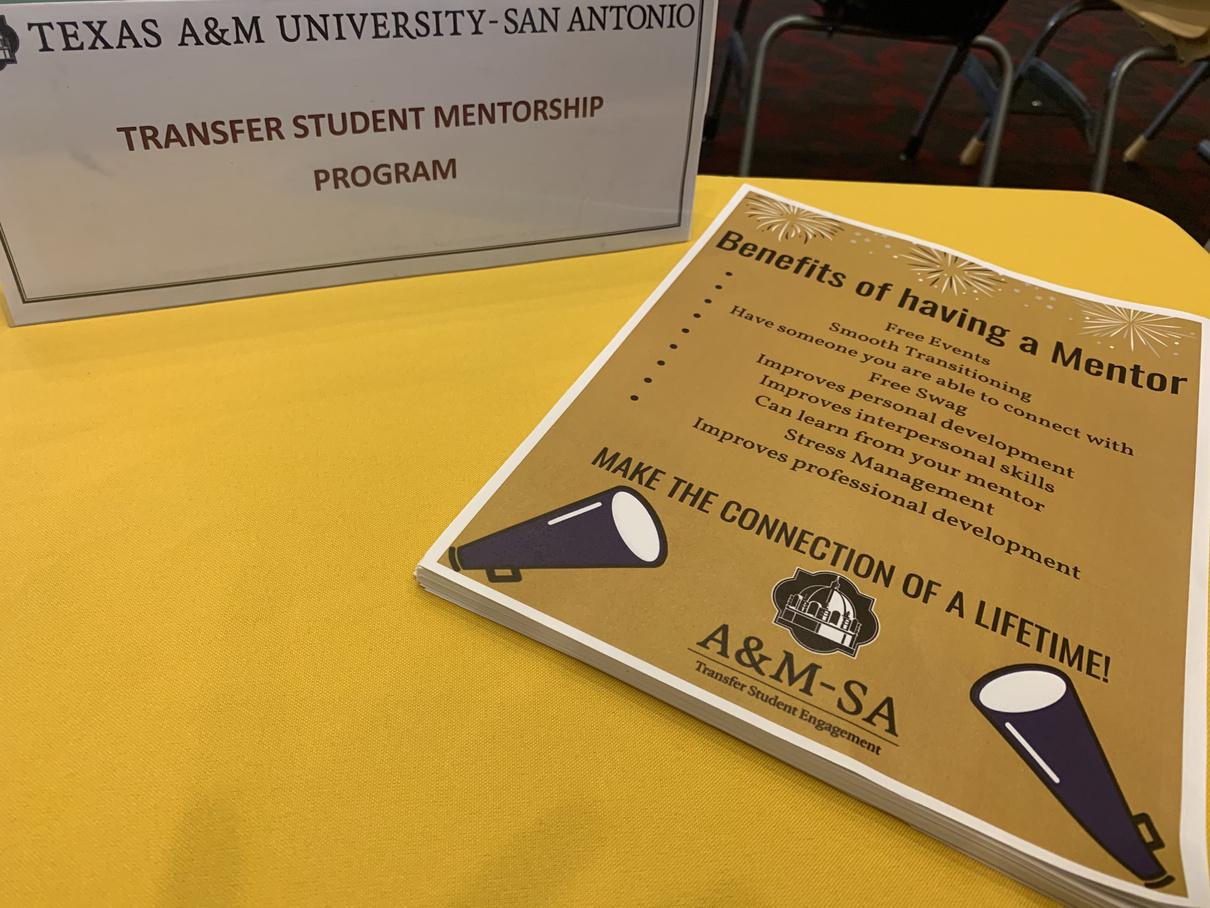 TEXAS A&M UNIVERSITY-SAN ANTONIO
TRANSFER STUDENT MENTORSHIP
PROGRAM
Benefits of having a Mentor
Free Events
Smooth Transitioning
Have someone you are able to connect with
Free Swag
Improves personal development
Improves interpersonal skills
Can learn from your mentor
Stress Management
Improves professional development
MAKE THE CONNECTION OF A LIFETIME!
A&M-SA
Transfer Student Engagement